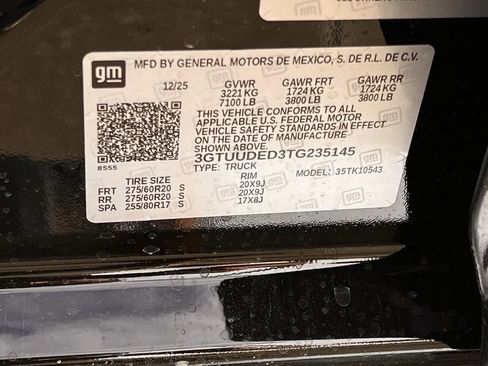 gm
MFD BY GENERAL MOTORS DE MEXICO, S. DE R.L. DE C.V.
12/25 GVWR GAWR FRT GAWR RR
3221 KG 1724 KG 1724 KG
7100 LB 3800 LB 3800 LB
THIS VEHICLE CONFORMS TO ALL APPLICABLE
U.S. FEDERAL MOTOR
VEHICLE SAFETY STANDARDS IN EFFECT ON
THE DATE OF MANUFACTURE
SHOWN ABOVE.
8555
3GTUUDED3TG235145
TYPE: TRUCK MODEL: 35TK10543
TIRE SIZE RIM
FRT 275/60R20 S 20X9J
RR 275/60R20 S 20X9J
SPA 255/80R17 S 17X8J